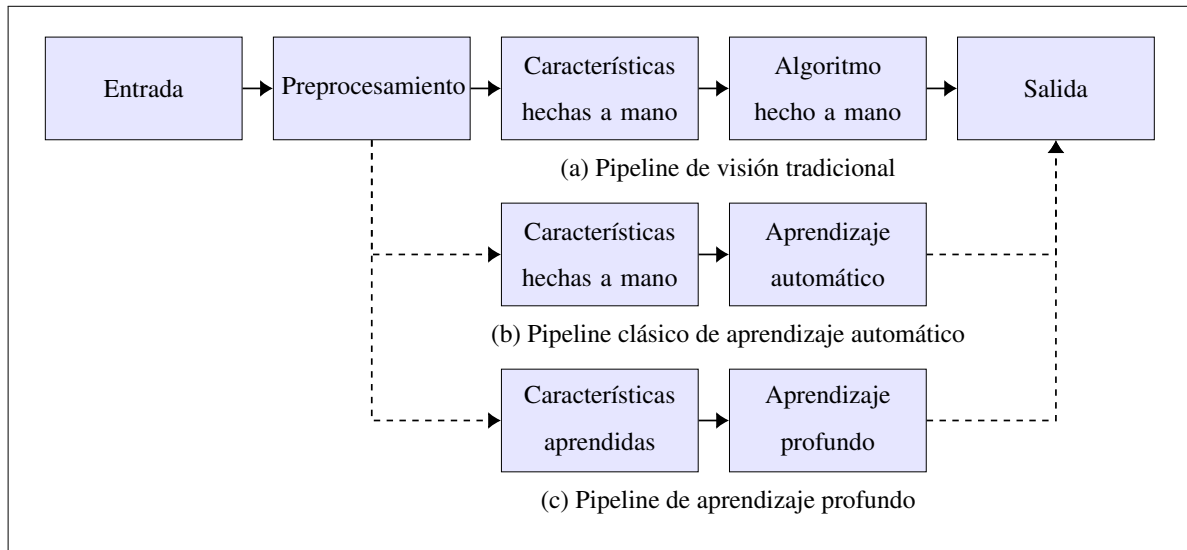 Entrada
Preprocesamiento
Características
hechas a mano
Algoritmo
hecho a mano
Salida
(a) Pipeline de visión tradicional
Características
hechas a mano
Aprendizaje
automático
(b) Pipeline clásico de aprendizaje automático
Características
aprendidas
Aprendizaje
profundo
(c) Pipeline de aprendizaje profundo